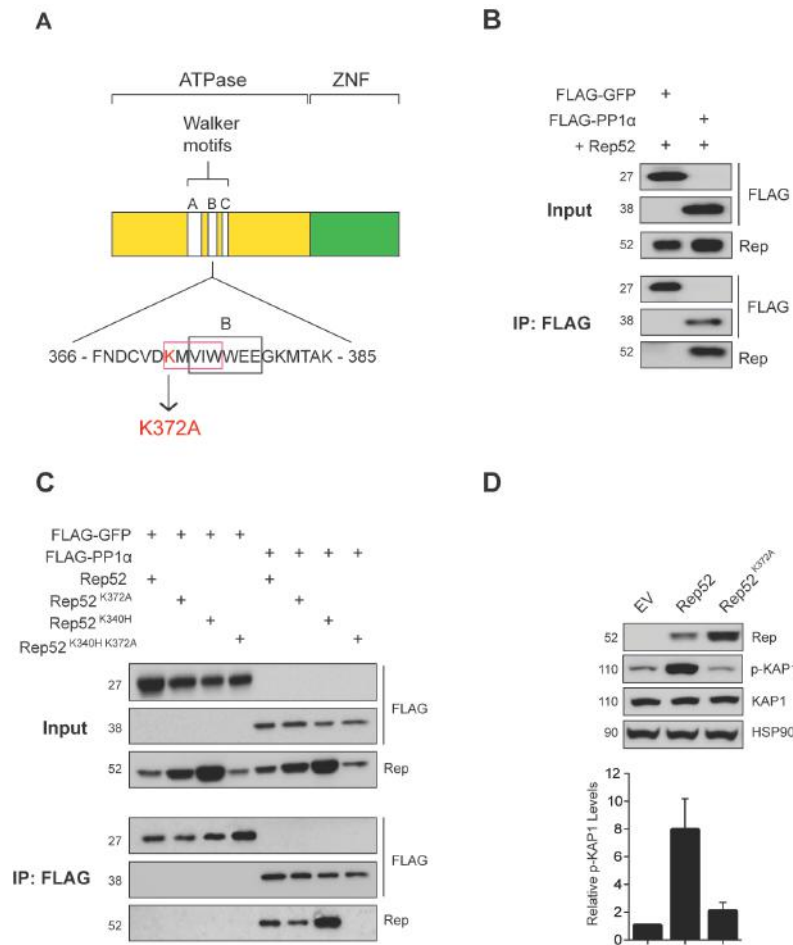 A
ATPase
ZNF
Walker
motifs
A B C
B
366 - FNDCVDKMVIWWEEGKMTAK - 385
K372A
B
FLAG-GFP +
FLAG-PP1α +
+ Rep52 + +
27
Input 38 FLAG
52 Rep
27
IP: FLAG 38 FLAG
52 Rep
C
FLAG-GFP + + + +
FLAG-PP1α + + + +
Rep52 + +
Rep52 K372A + +
Rep52 K340H + +
Rep52 K340H K372A + +
27
Input 38 FLAG
52 Rep
27
IP: FLAG 38 FLAG
52 Rep
D
EV Rep52 Rep52 K372A
52 Rep
110 p-KAP1
110 KAP1
90 HSP90
Relative p-KAP1 Levels
12
10
8
6
4
2
0